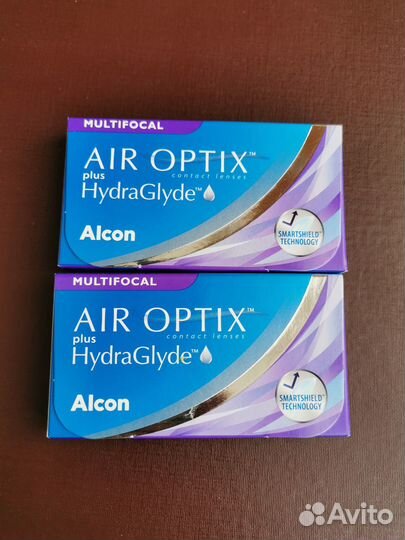 MULTIFOCAL
AIR OPTIX™
plus contact lenses
HydraGlyde™
SMARTSHIELD™
TECHNOLOGY
Alcon
MULTIFOCAL
AIR OPTIX™
plus contact lenses
HydraGlyde™
SMARTSHIELD™
TECHNOLOGY
Alcon
Avito